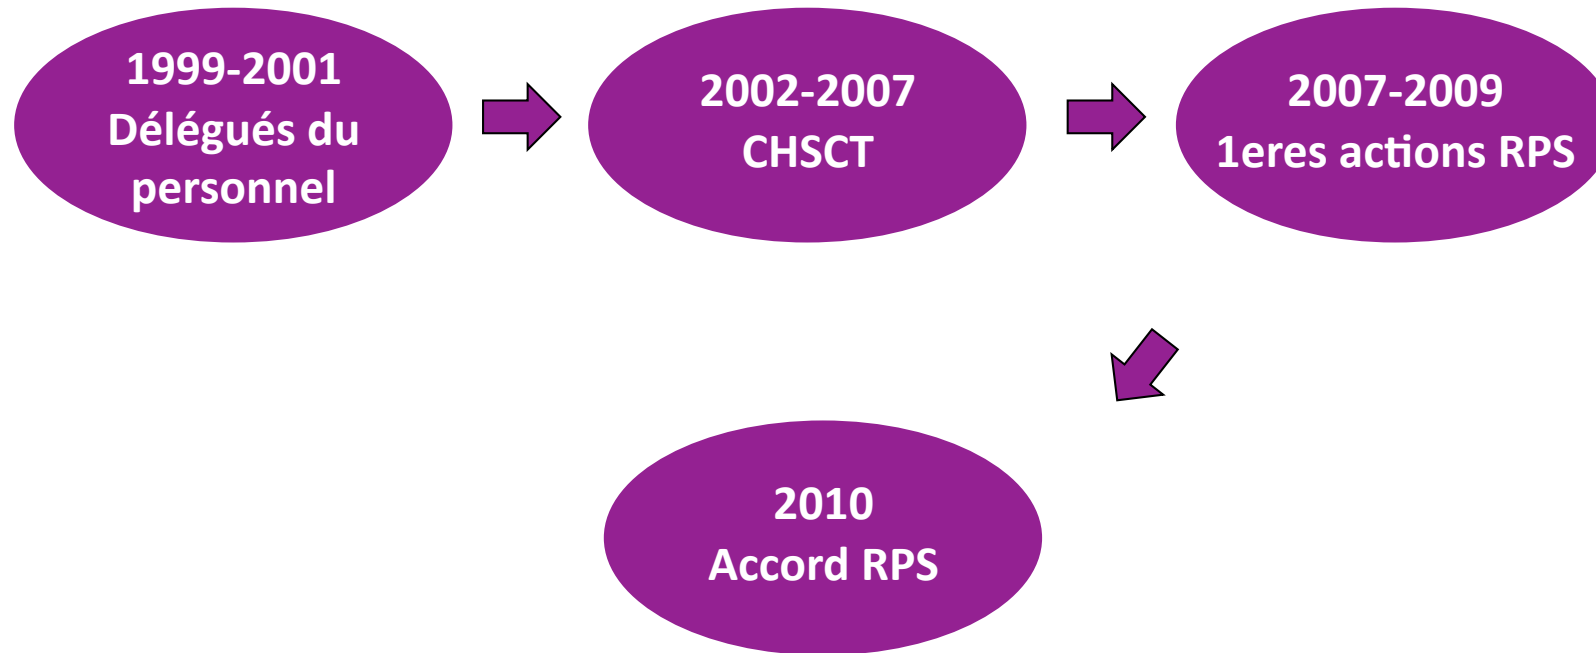 1999-2001
Délégués du
personnel
2002-2007
CHSCT
2007-2009
1eres actions RPS
2010
Accord RPS